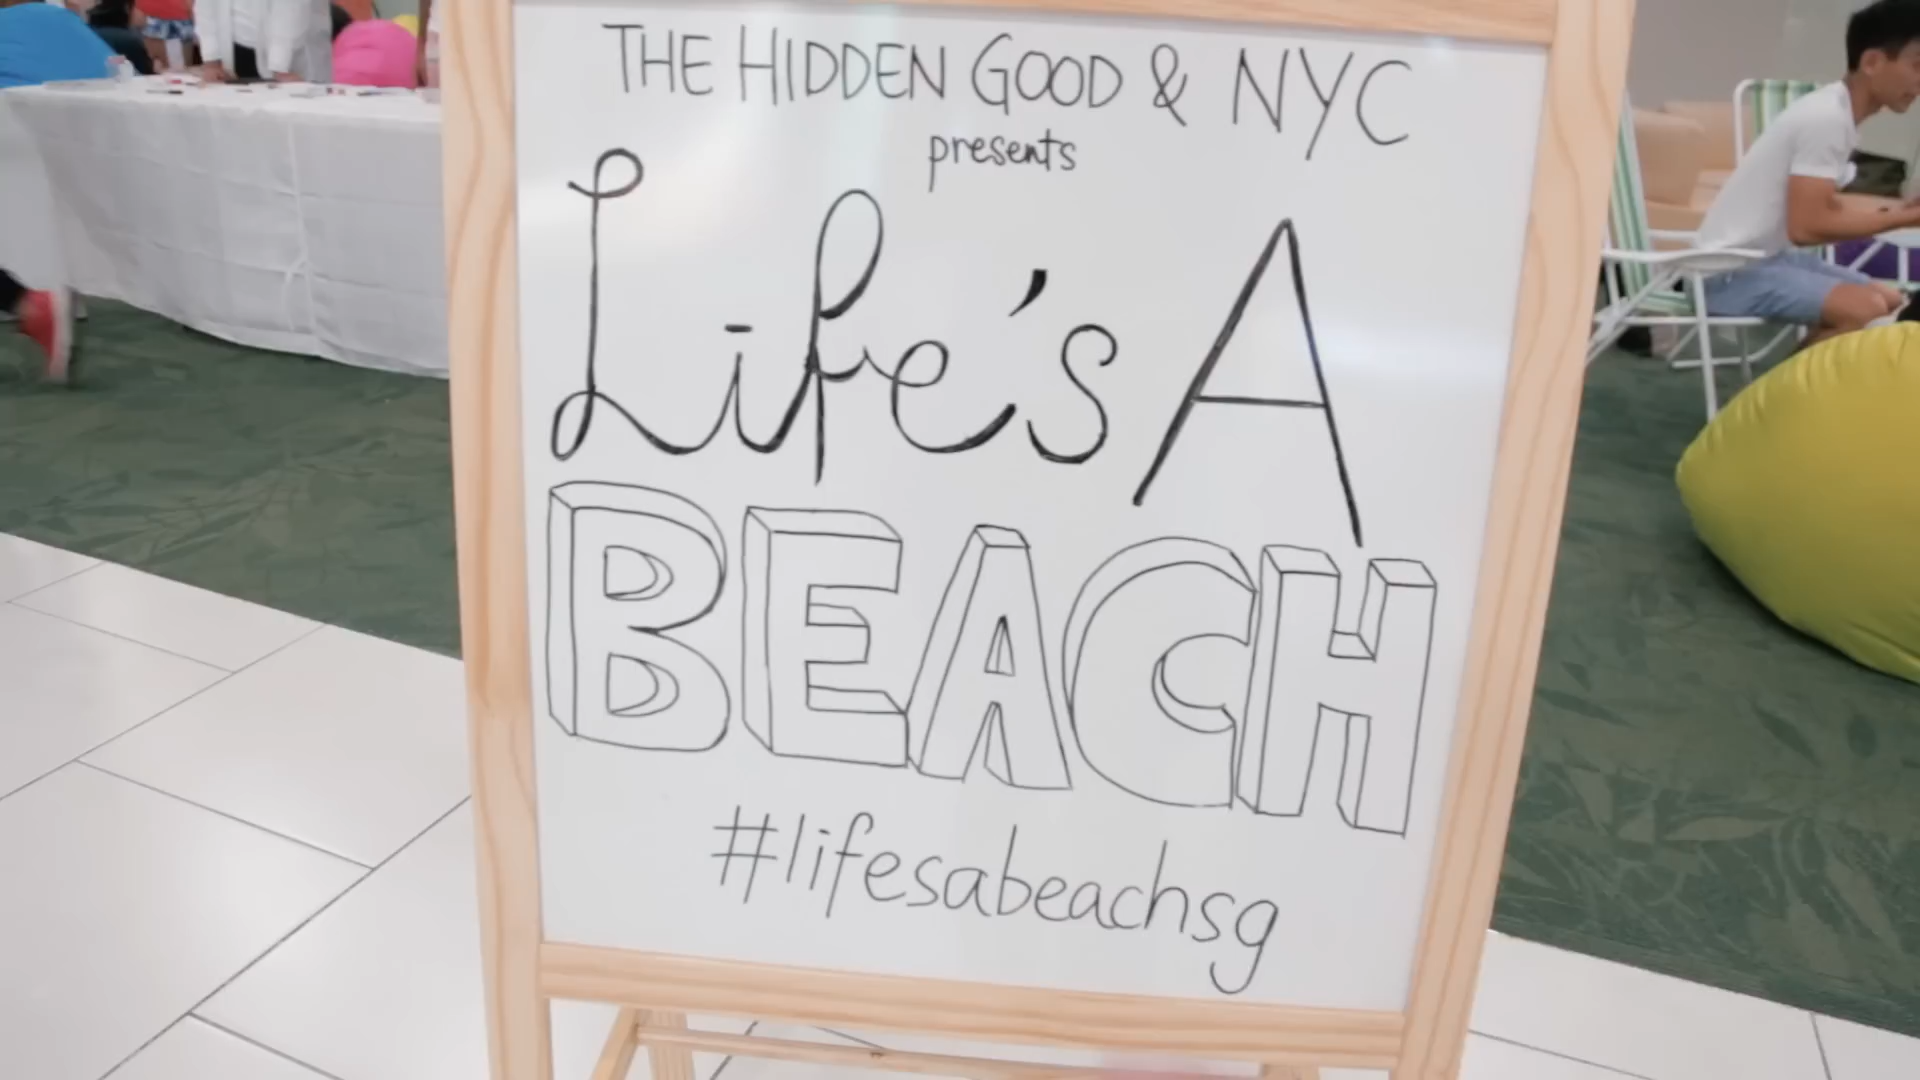 THE HIDDEN GOOD & NYC
presents
Life's A
BEACH
#lifesabeachsg